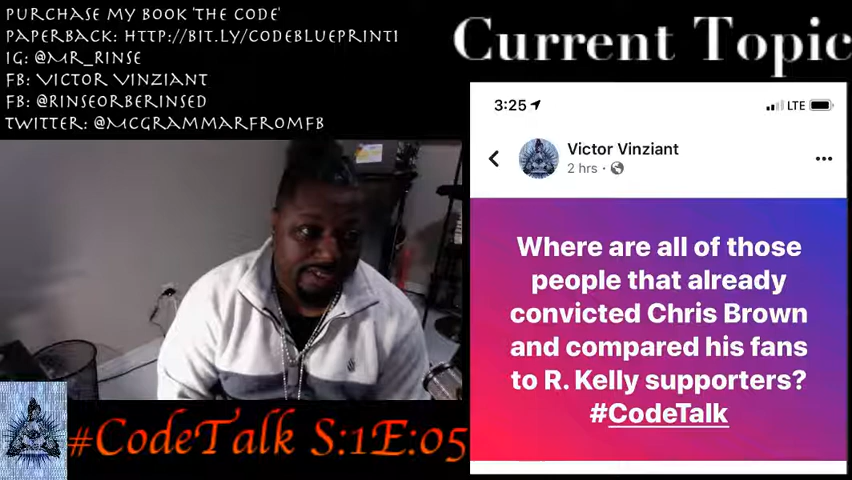 PURCHASE MY BOOK 'THE CODE'
PAPERBACK: HTTP://BIT.LY/CODEBLUEPRINT1
IG: @MR_RINSE
FB: VICTOR VINZIANT
FB: @RINSEORBERINSED
TWITTER: @MCGRAMMARFROMFB
Current Topic
3:25 LTE
Victor Vinziant
2 hrs ·
Where are all of those
people that already
convicted Chris Brown
and compared his fans
to R. Kelly supporters?
#CodeTalk
#CodeTalk S:1E:05